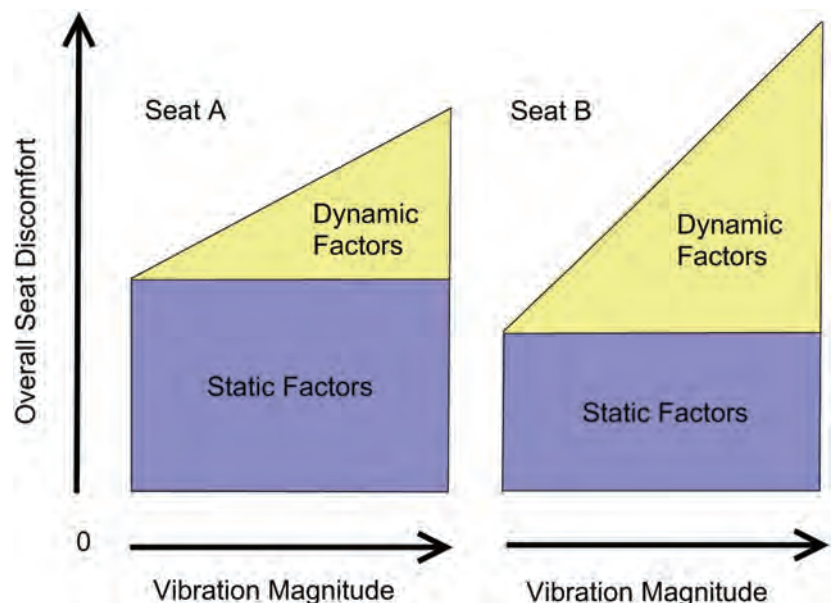 Overall Seat Discomfort
Seat A
Dynamic
Factors
Static Factors
0
Vibration Magnitude
Seat B
Dynamic
Factors
Static Factors
Vibration Magnitude